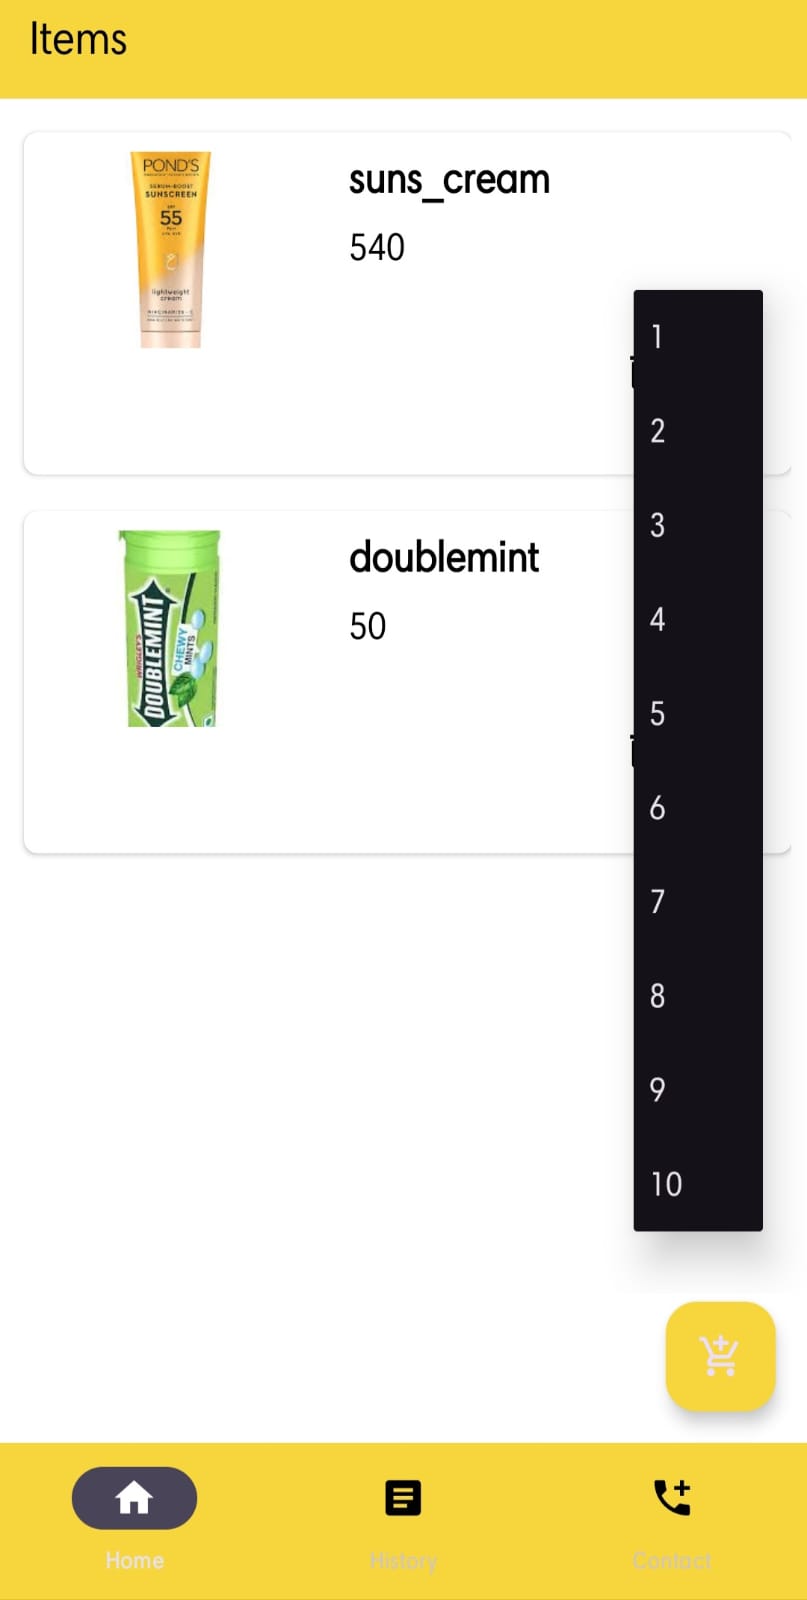 Items
POND'S
SERUM-BOOST
SUNSCREEN
SPF
55
lightweight
cream
suns_cream
540
WRIGLEY'S
DOUBLEMINT
CHEWY
MINTS
doublemint
50
1
2
3
4
5
6
7
8
9
10
Home
History
Contact